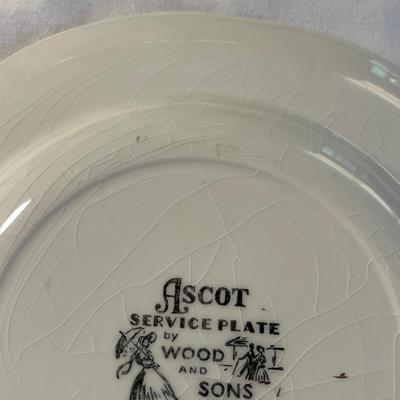 ASCOT
SERVICE PLATE
by
WOOD
AND
SONS